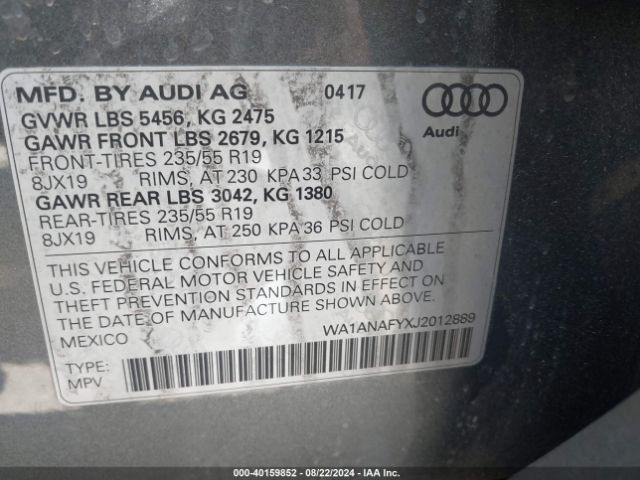 MFD. BY AUDI AG 0417
GVWR LBS 5456, KG 2475
GAWR FRONT LBS 2679, KG 1215
Audi
FRONT-TIRES 235/55 R19
8JX19 RIMS, AT 230 KPA 33 PSI COLD
GAWR REAR LBS 3042, KG 1380
REAR-TIRES 235/55 R19
8JX19 RIMS, AT 250 KPA 36 PSI COLD
THIS VEHICLE CONFORMS TO ALL APPLICABLE
U.S. FEDERAL MOTOR VEHICLE SAFETY AND
THEFT PREVENTION STANDARDS IN EFFECT ON
THE DATE OF MANUFACTURE SHOWN ABOVE.
MEXICO WA1ANAFYXJ2012889
TYPE:
MPV
000-40159852 - 08/22/2024 - IAA Inc.